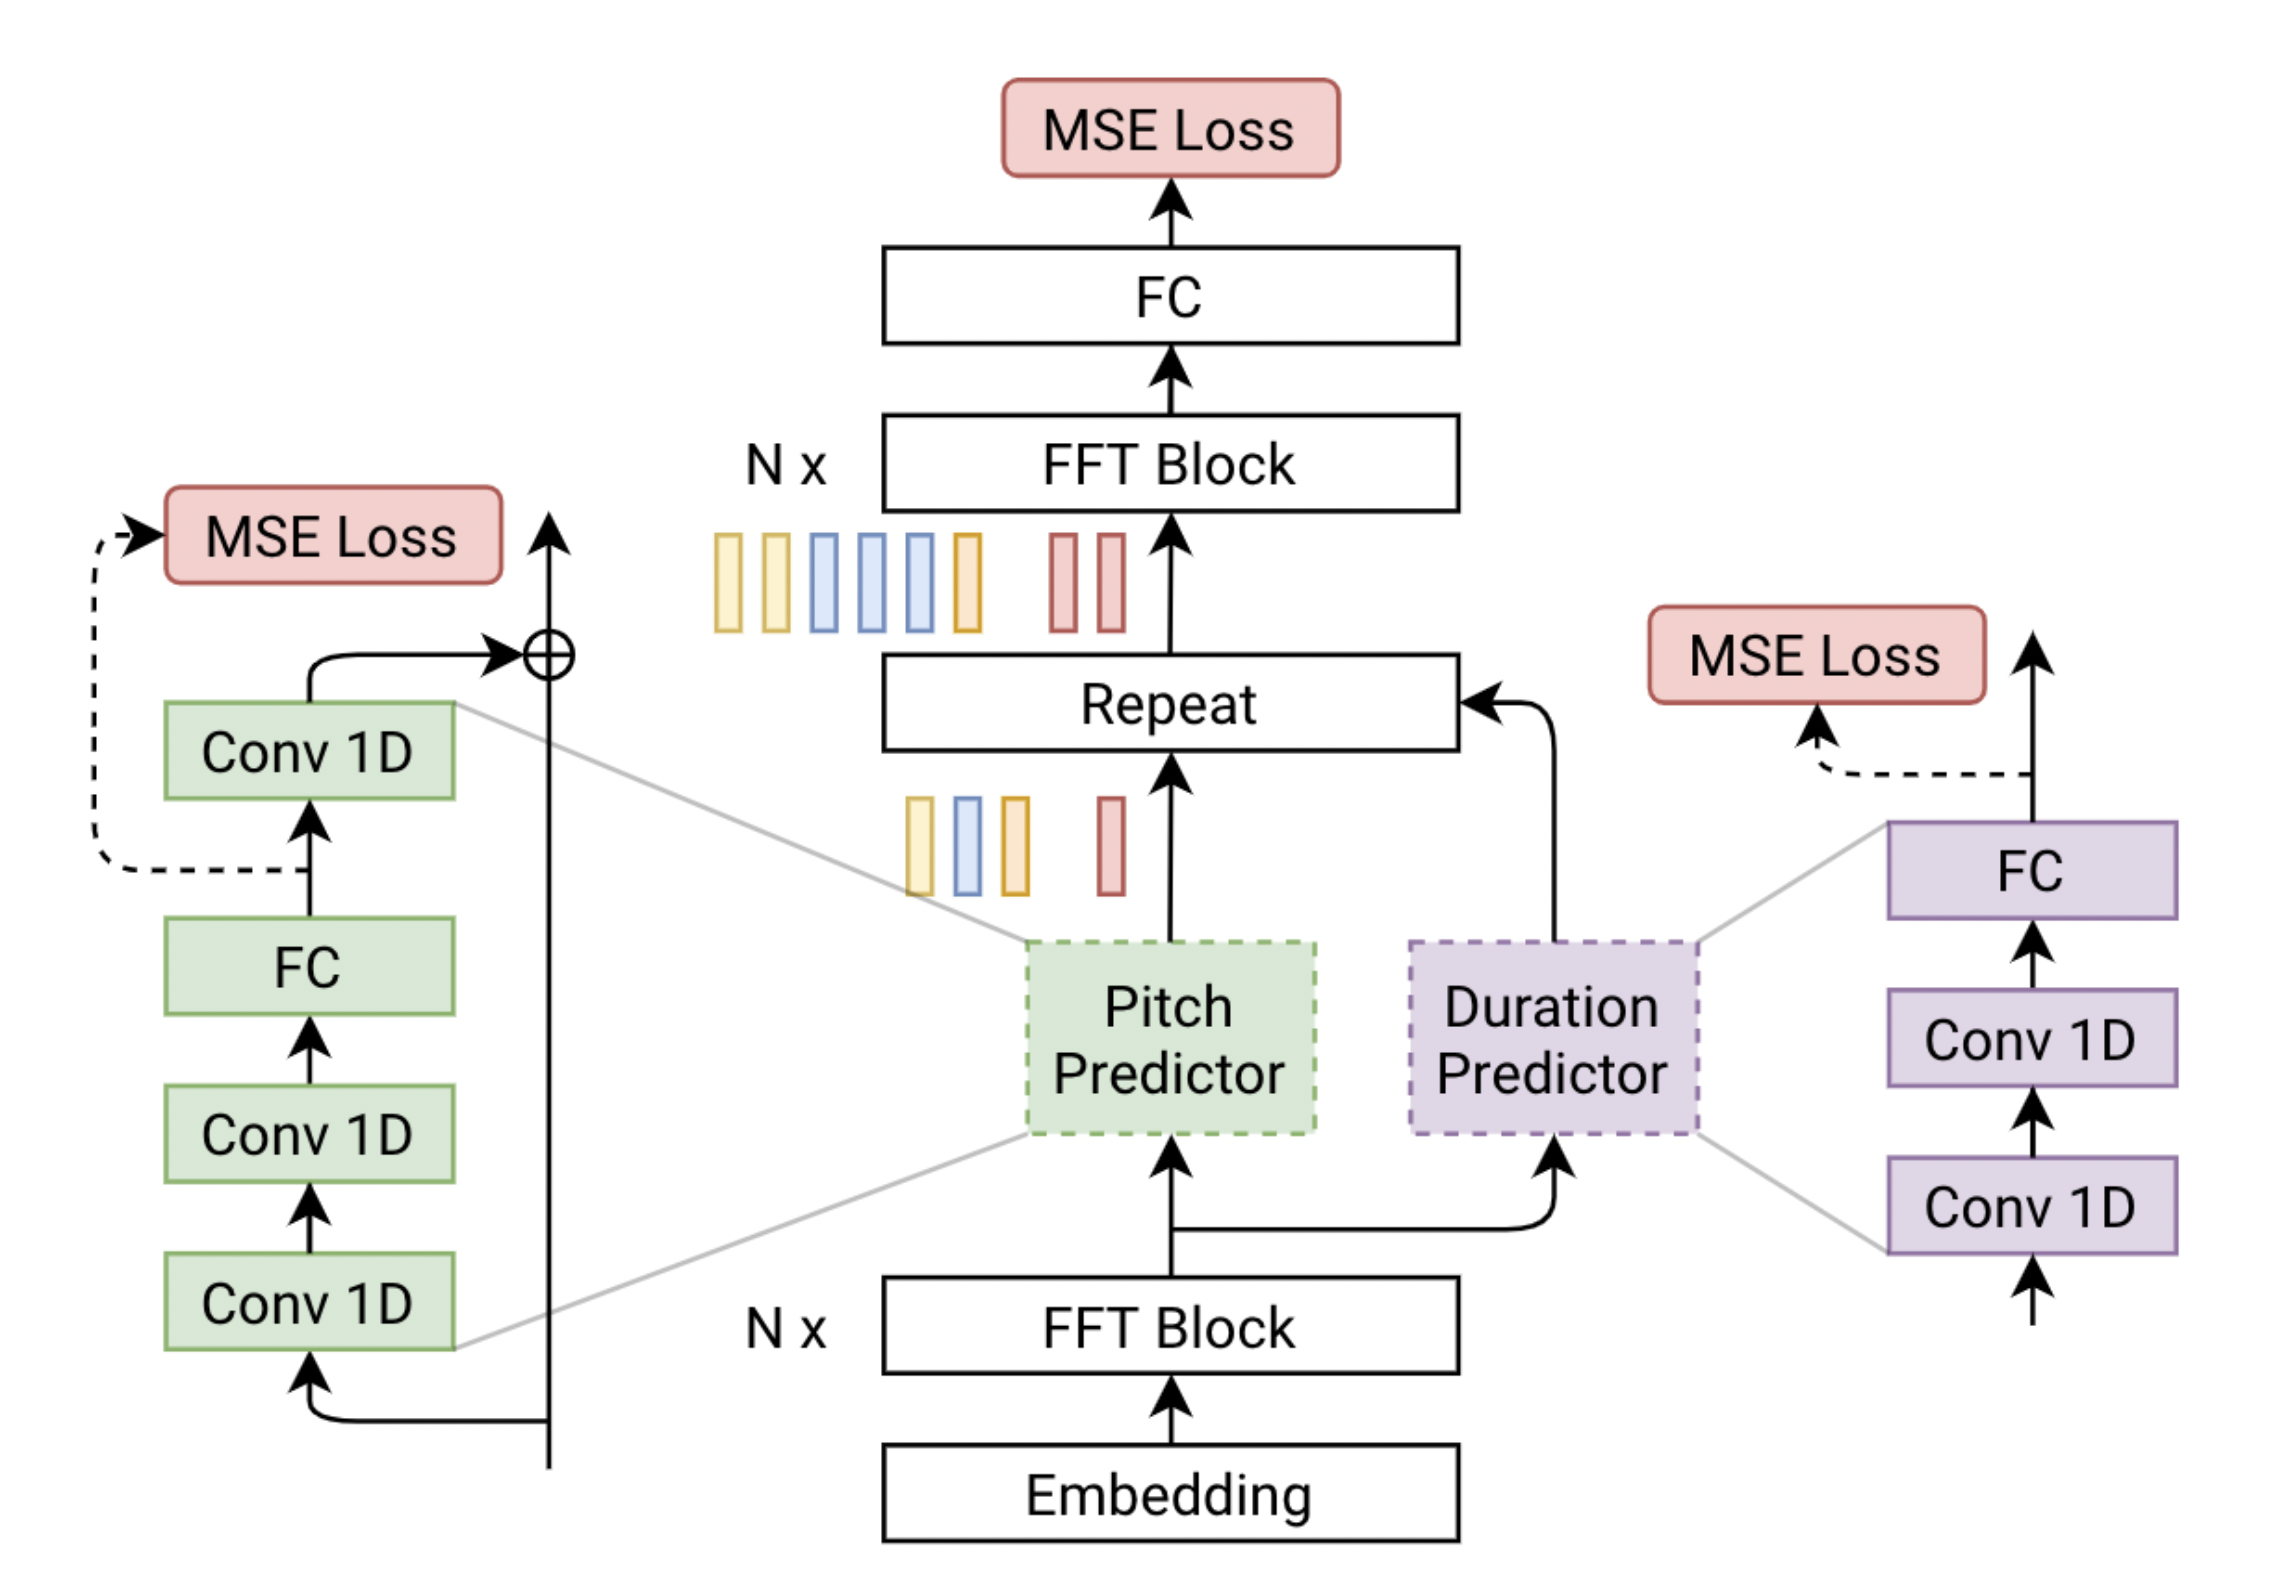 MSE Loss
FC
N x
FFT Block
MSE Loss
MSE Loss
Repeat
Conv 1D
FC
FC
Pitch
Predictor
Duration
Predictor
Conv 1D
Conv 1D
Conv 1D
Conv 1D
N x
FFT Block
Embedding